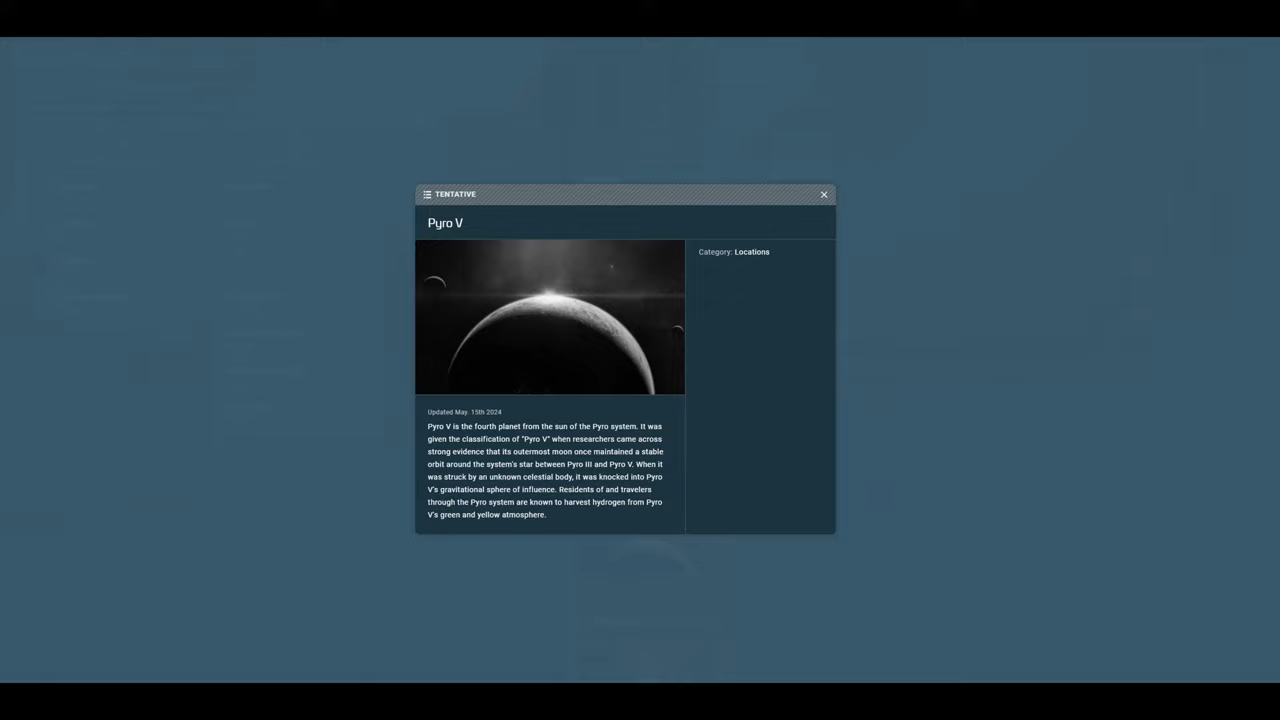 TENTATIVE
Pyro V
Category: Locations
Updated May. 15th 2024
Pyro V is the fourth planet from the sun of the Pyro system. It was
given the classification of "Pyro V" when researchers came across
strong evidence that its outermost moon once maintained a stable
orbit around the system's star between Pyro III and Pyro V. When it
was struck by an unknown celestial body, it was knocked into Pyro
V's gravitational sphere of influence. Residents of and travelers
through the Pyro system are known to harvest hydrogen from Pyro
V's green and yellow atmosphere.